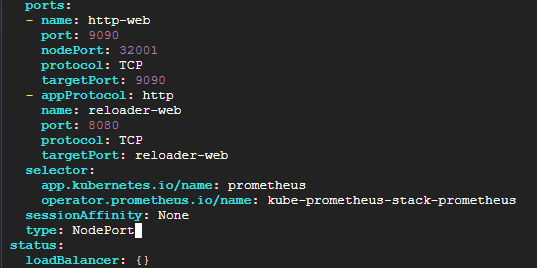 ports:
- name: http-web
port: 9090
nodePort: 32001
protocol: TCP
targetPort: 9090
- appProtocol: http
name: reloader-web
port: 8080
protocol: TCP
targetPort: reloader-web
selector:
app.kubernetes.io/name: prometheus
operator.prometheus.io/name: kube-prometheus-stack-prometheus
sessionAffinity: None
type: NodePort
status:
loadBalancer: {}